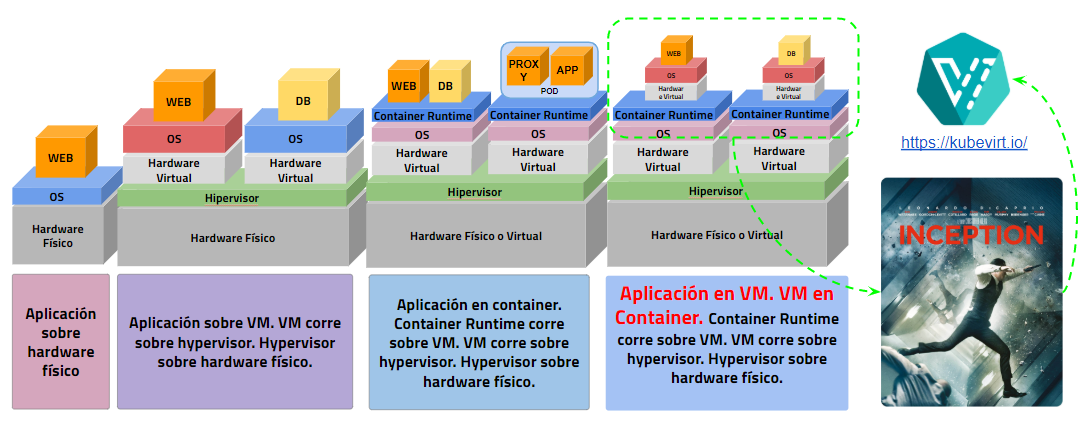 WEB
OS
Hardware
Físico
WEB
OS
Hardware
Virtual
DB
OS
Hardware
Virtual
Hipervisor
Hardware Físico
WEB
DB
Container Runtime
OS
Hardware
Virtual
PROX
Y
APP
POD
Container Runtime
OS
Hardware
Virtual
Hipervisor
Hardware Físico o Virtual
WEB
OS
Hardwar
e Virtual
Container Runtime
OS
Hardware
Virtual
DB
OS
Hardwar
e Virtual
Container Runtime
OS
Hardware
Virtual
Hipervisor
Hardware Físico o Virtual
https://kubevirt.io/
LEONARDO DiCAPRIO
INCEPTION
Aplicación
sobre
hardware
físico
Aplicación sobre VM. VM corre
sobre hypervisor. Hypervisor
sobre hardware físico.
Aplicación en container.
Container Runtime corre
sobre VM. VM corre sobre
hypervisor. Hypervisor sobre
hardware físico.
Aplicación en VM. VM en
Container. Container Runtime
corre sobre VM. VM corre sobre
hypervisor. Hypervisor sobre
hardware físico.